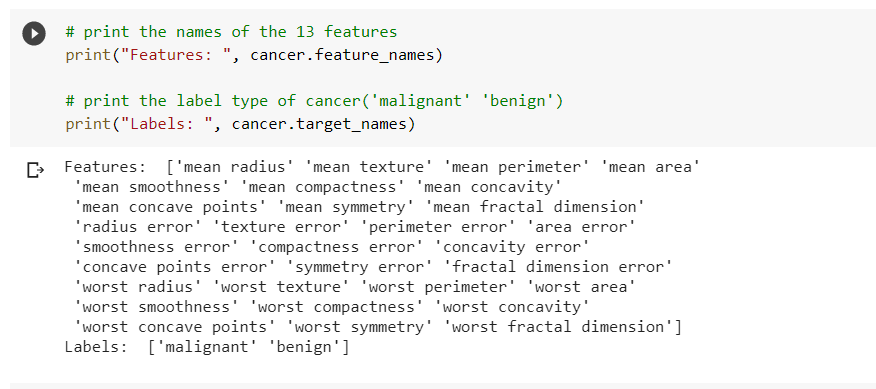 # print the names of the 13 features
print("Features: ", cancer.feature_names)
# print the label type of cancer('malignant' 'benign')
print("Labels: ", cancer.target_names)
Features:  ['mean radius' 'mean texture' 'mean perimeter' 'mean area'
 'mean smoothness' 'mean compactness' 'mean concavity'
 'mean concave points' 'mean symmetry' 'mean fractal dimension'
 'radius error' 'texture error' 'perimeter error' 'area error'
 'smoothness error' 'compactness error' 'concavity error'
 'concave points error' 'symmetry error' 'fractal dimension error'
 'worst radius' 'worst texture' 'worst perimeter' 'worst area'
 'worst smoothness' 'worst compactness' 'worst concavity'
 'worst concave points' 'worst symmetry' 'worst fractal dimension']
Labels:  ['malignant' 'benign']